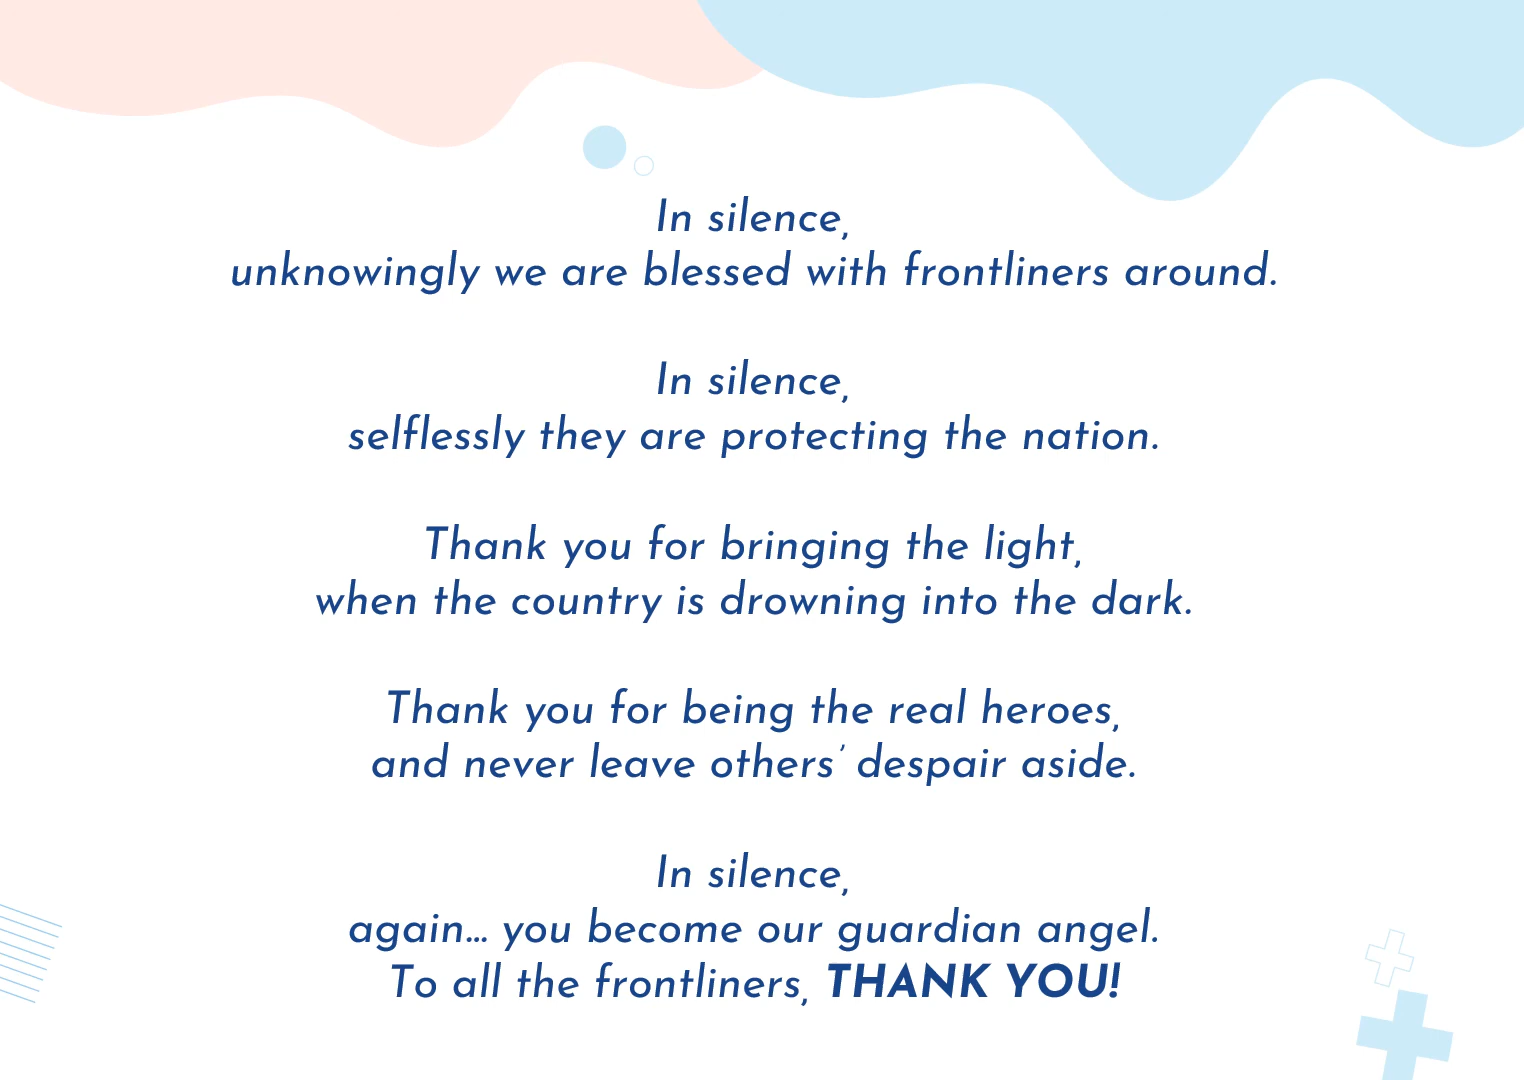 In silence,
unknowingly we are blessed with frontliners around.
In silence,
selflessly they are protecting the nation.
Thank you for bringing the light,
when the country is drowning into the dark.
Thank you for being the real heroes,
and never leave others’ despair aside.
In silence,
again... you become our guardian angel.
To all the frontliners, THANK YOU!